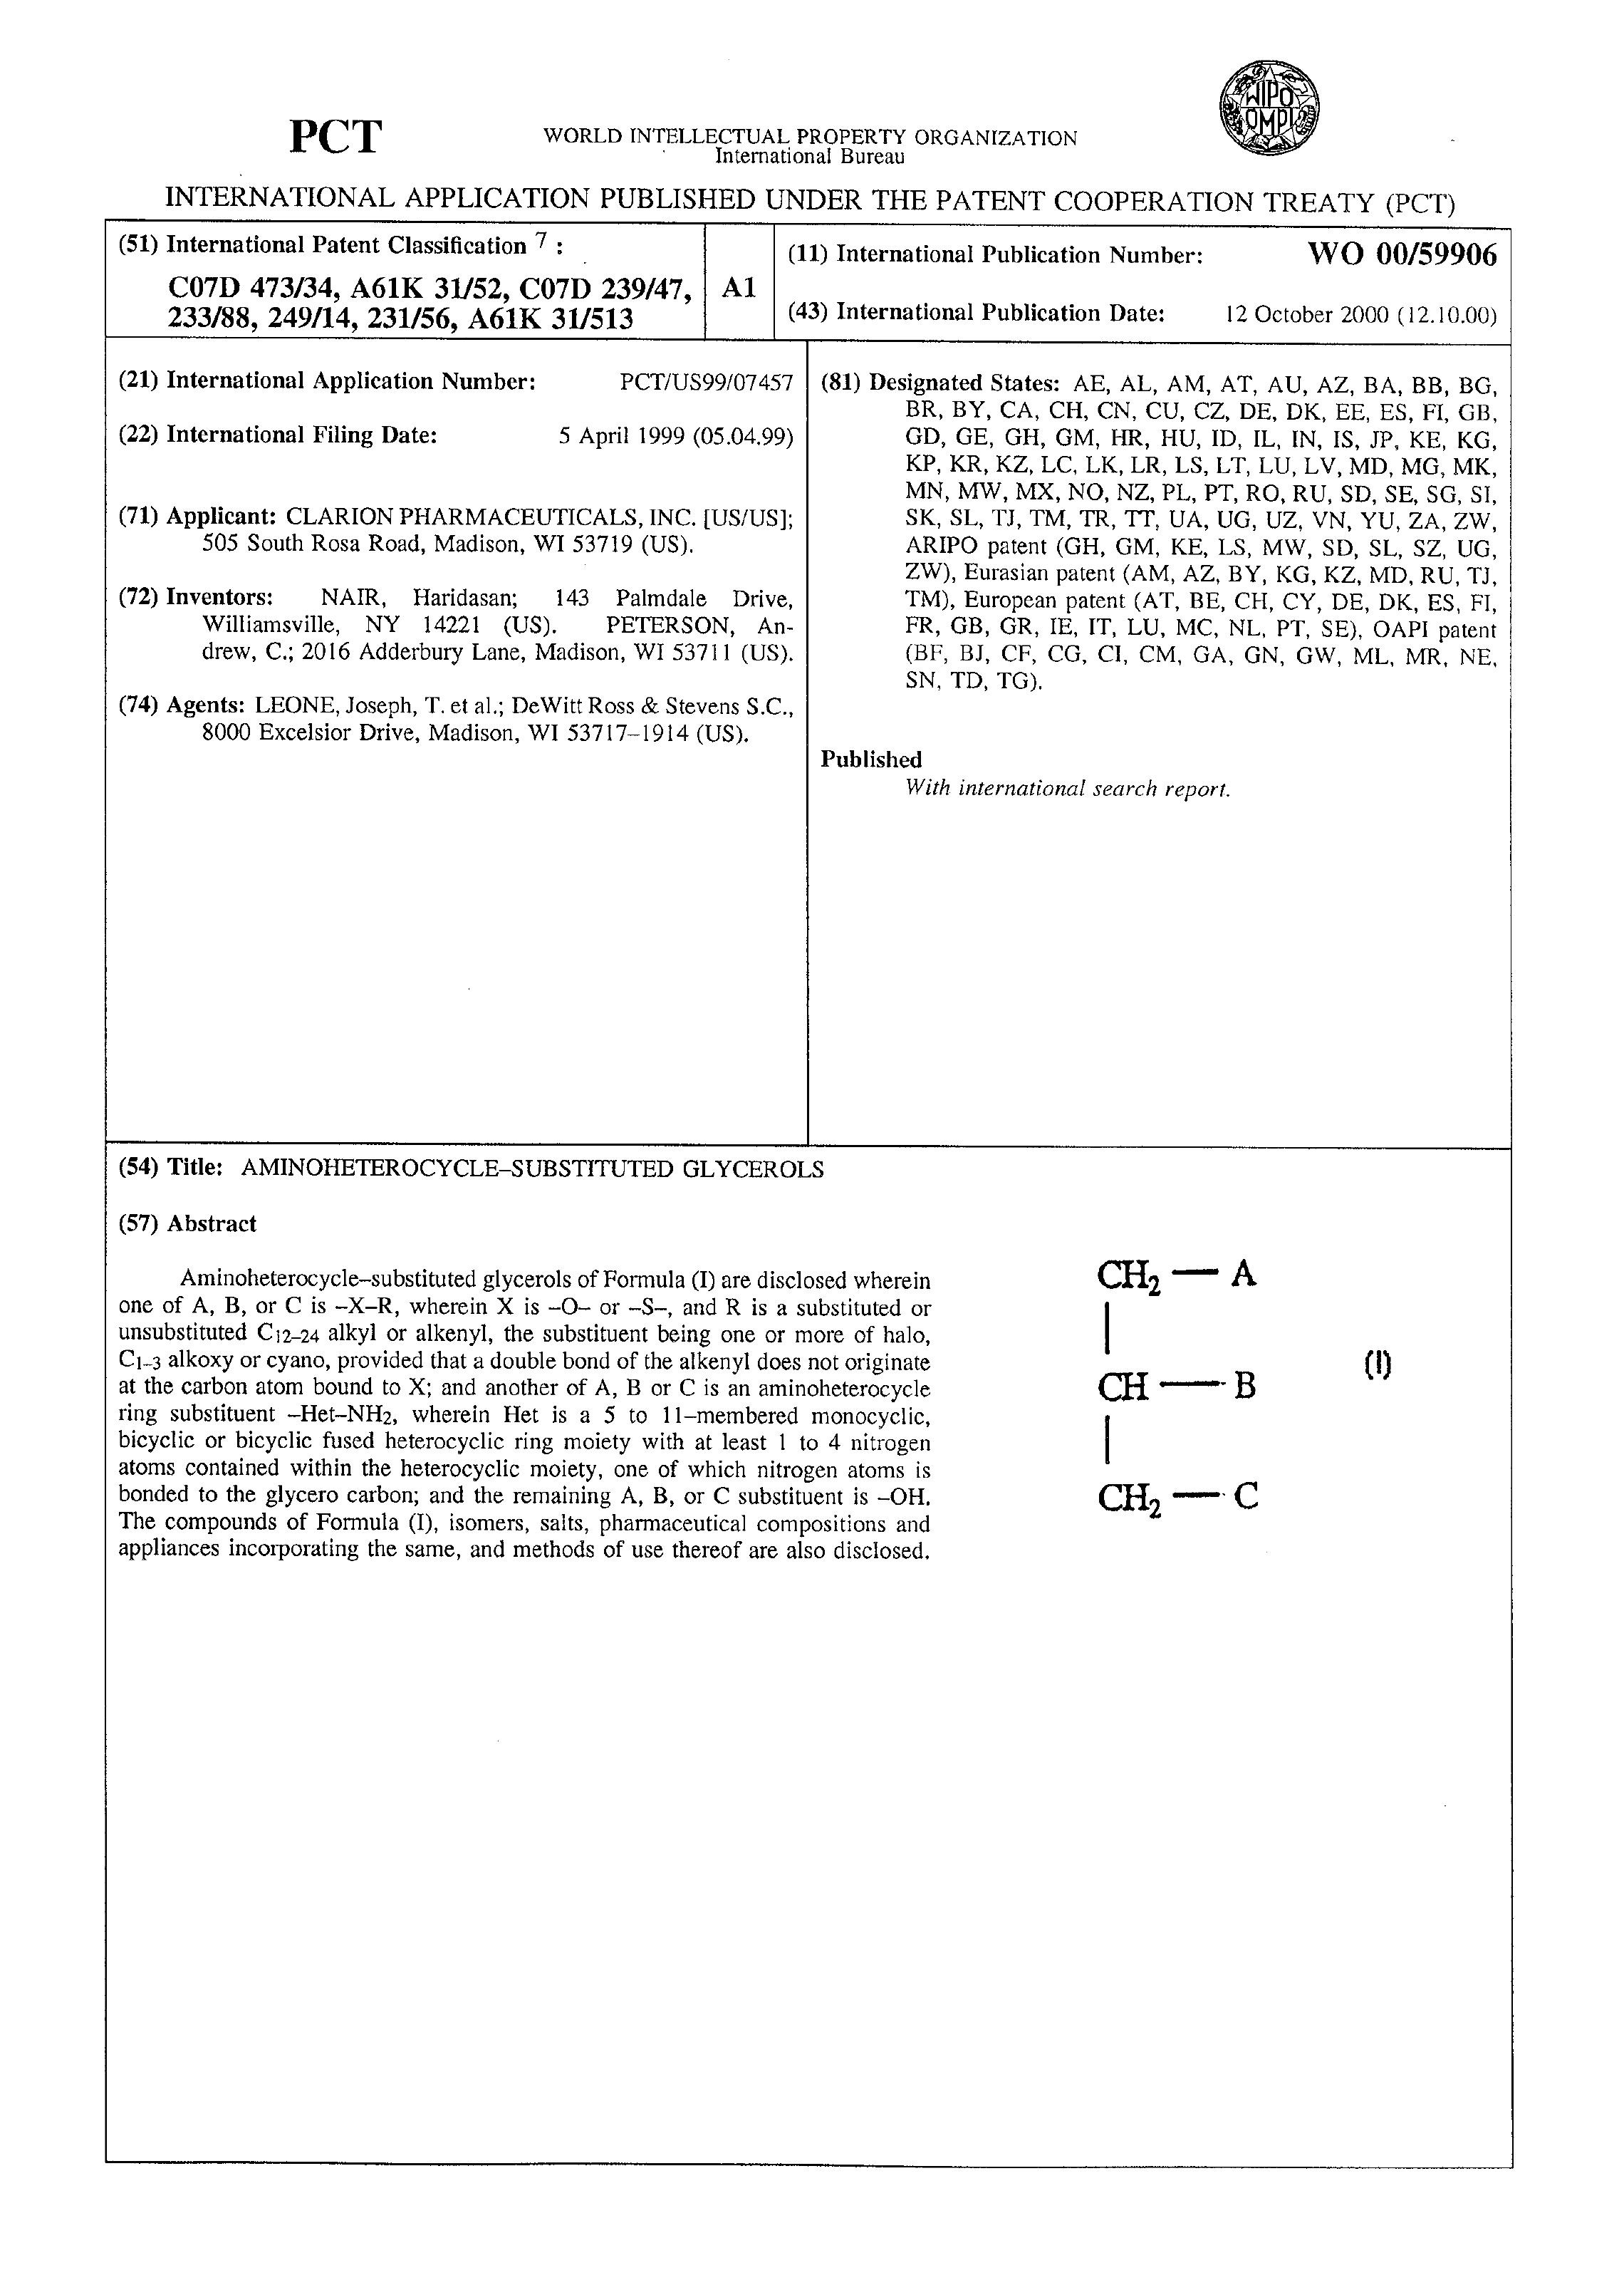 WIPO
OMPI
PCT
WORLD INTELLECTUAL PROPERTY ORGANIZATION
International Bureau
INTERNATIONAL APPLICATION PUBLISHED UNDER THE PATENT COOPERATION TREATY (PCT)
(51) International Patent Classification 7 :
C07D 473/34, A61K 31/52, C07D 239/47,
233/88, 249/14, 231/56, A61K 31/513
A1
(11) International Publication Number: WO 00/59906
(43) International Publication Date: 12 October 2000 (12.10.00)
(21) International Application Number: PCT/US99/07457
(22) International Filing Date: 5 April 1999 (05.04.99)
(71) Applicant: CLARION PHARMACEUTICALS, INC. [US/US];
505 South Rosa Road, Madison, WI 53719 (US).
(72) Inventors: NAIR, Haridasan; 143 Palmdale Drive,
Williamsville, NY 14221 (US). PETERSON, An-
drew, C.; 2016 Adderbury Lane, Madison, WI 53711 (US).
(74) Agents: LEONE, Joseph, T. et al.; DeWitt Ross & Stevens S.C.,
8000 Excelsior Drive, Madison, WI 53717–1914 (US).
(81) Designated States: AE, AL, AM, AT, AU, AZ, BA, BB, BG,
BR, BY, CA, CH, CN, CU, CZ, DE, DK, EE, ES, FI, GB,
GD, GE, GH, GM, HR, HU, ID, IL, IN, IS, JP, KE, KG,
KP, KR, KZ, LC, LK, LR, LS, LT, LU, LV, MD, MG, MK,
MN, MW, MX, NO, NZ, PL, PT, RO, RU, SD, SE, SG, SI,
SK, SL, TJ, TM, TR, TT, UA, UG, UZ, VN, YU, ZA, ZW,
ARIPO patent (GH, GM, KE, LS, MW, SD, SL, SZ, UG,
ZW), Eurasian patent (AM, AZ, BY, KG, KZ, MD, RU, TJ,
TM), European patent (AT, BE, CH, CY, DE, DK, ES, FI,
FR, GB, GR, IE, IT, LU, MC, NL, PT, SE), OAPI patent
(BF, BJ, CF, CG, CI, CM, GA, GN, GW, ML, MR, NE,
SN, TD, TG).
Published
With international search report.
(54) Title: AMINOHETEROCYCLE–SUBSTITUTED GLYCEROLS
(57) Abstract
Aminoheterocycle–substituted glycerols of Formula (I) are disclosed wherein
one of A, B, or C is –X–R, wherein X is –O– or –S–, and R is a substituted or
unsubstituted C12–24 alkyl or alkenyl, the substituent being one or more of halo,
C1–3 alkoxy or cyano, provided that a double bond of the alkenyl does not originate
at the carbon atom bound to X; and another of A, B or C is an aminoheterocycle
ring substituent –Het–NH2, wherein Het is a 5 to 11–membered monocyclic,
bicyclic or bicyclic fused heterocyclic ring moiety with at least 1 to 4 nitrogen
atoms contained within the heterocyclic moiety, one of which nitrogen atoms is
bonded to the glycero carbon; and the remaining A, B, or C substituent is –OH.
The compounds of Formula (I), isomers, salts, pharmaceutical compositions and
appliances incorporating the same, and methods of use thereof are also disclosed.
CH2 — A
CH — B
(I)
CH2 — C